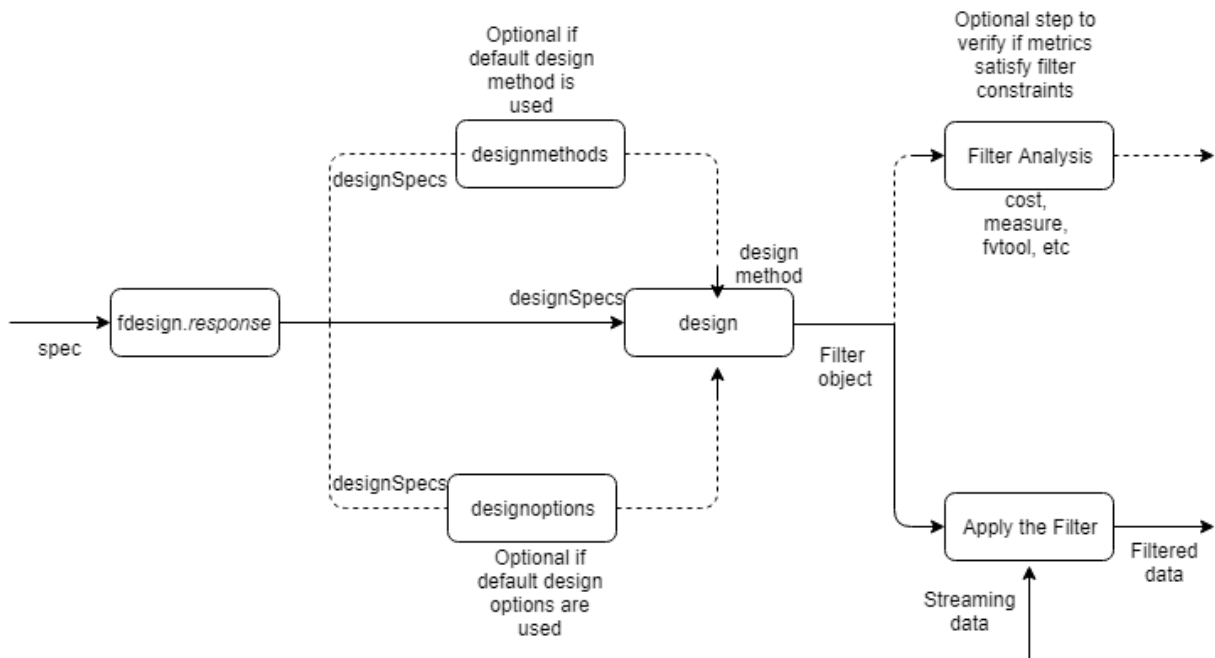 Optional if
default design
method is
used
designmethods
designSpecs
Optional step to
verify if metrics
satisfy filter
constraints
Filter Analysis
cost,
measure,
fvtool, etc
design
method
spec
fdesign.response
designSpecs
design
Filter
object
designSpecs
designoptions
Optional if
default design
options are
used
Apply the Filter
Filtered
data
Streaming
data